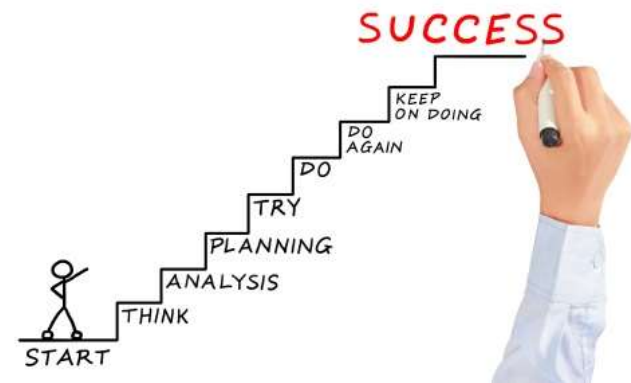 SUCCESS
KEEP
ON DOING
DO
AGAIN
DO
TRY
PLANNING
ANALYSIS
THINK
START